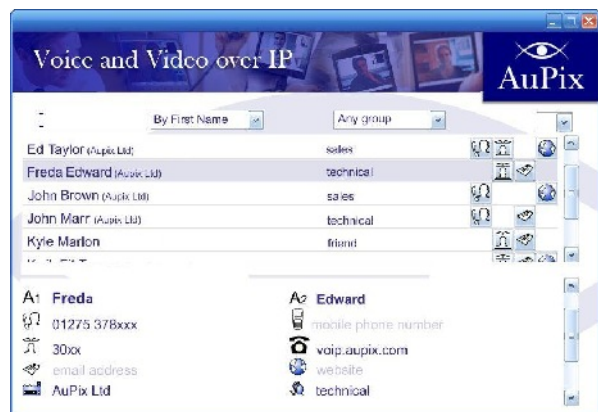 Voice and Video over IP
AuPix
By First Name Any group
Ed Taylor (Aupix Ltd) sales
Freda Edward (Aupix Ltd) technical
John Brown (Aupix Ltd) sales
John Marr (Aupix Ltd) technical
Kyle Marlon friend
A1 Freda A2 Edward
01275 378xxx mobile phone number
30xx voip.aupix.com
email address website
AuPix Ltd technical